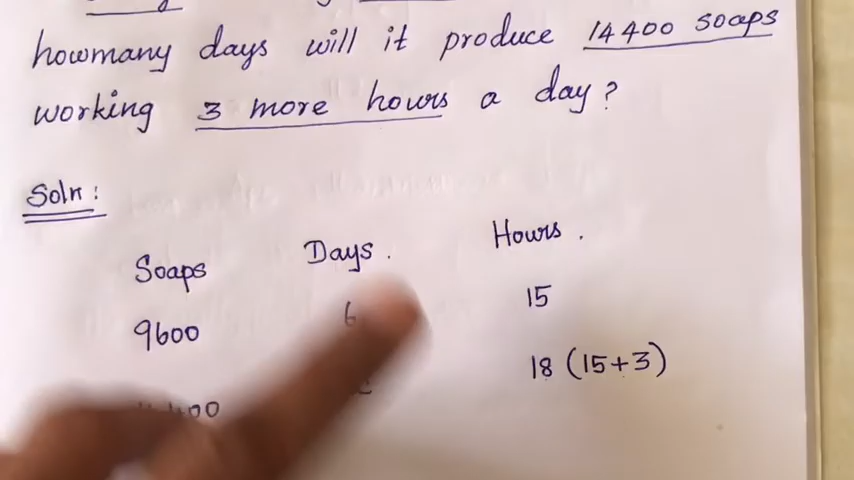 howmany days will it produce 14400 soaps
working 3 more hours a day?
Soln:
Soaps Days. Hours.
9600 6 15
18 (15+3)